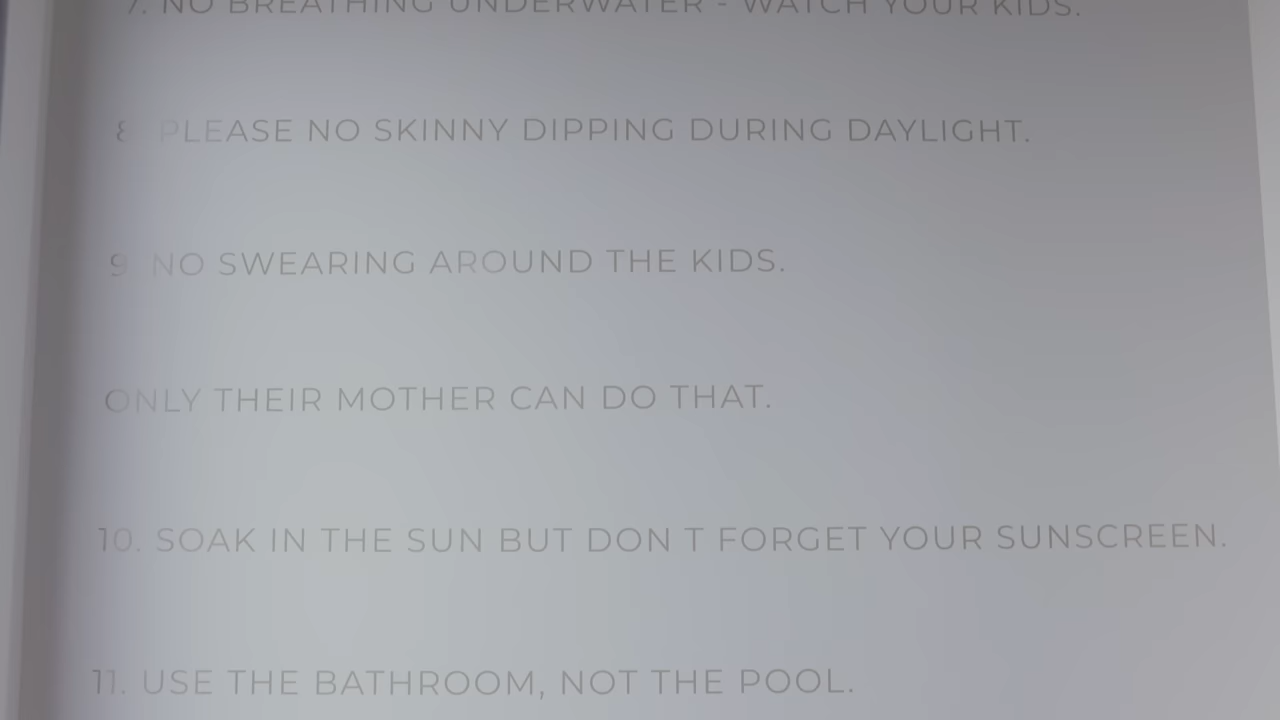 7. NO BREATHING UNDERWATER - WATCH YOUR KIDS.
8. PLEASE NO SKINNY DIPPING DURING DAYLIGHT.
9. NO SWEARING AROUND THE KIDS.
ONLY THEIR MOTHER CAN DO THAT.
10. SOAK IN THE SUN BUT DON T FORGET YOUR SUNSCREEN.
11. USE THE BATHROOM, NOT THE POOL.